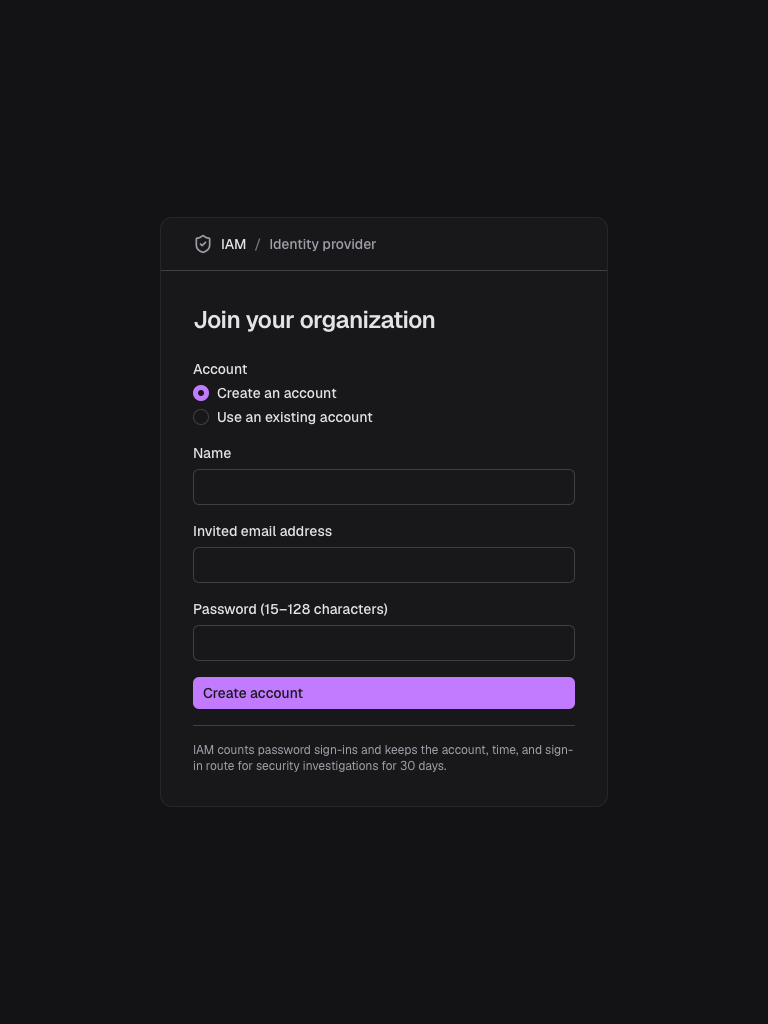 IAM / Identity provider
Join your organization
Account
Create an account
Use an existing account
Name
Invited email address
Password (15–128 characters)
Create account
IAM counts password sign-ins and keeps the account, time, and sign-
in route for security investigations for 30 days.